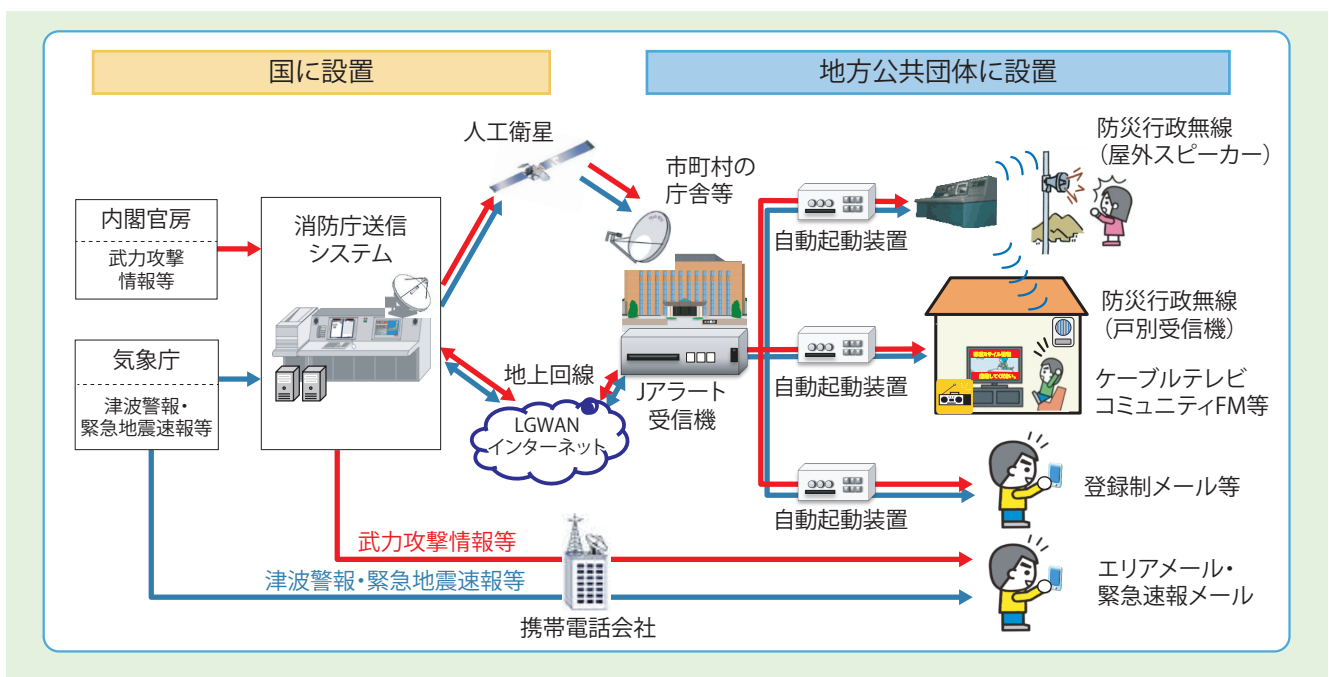 国に設置
地方公共団体に設置
人工衛星
防災行政無線
（屋外スピーカー）
市町村の
庁舎等
内閣官房
武力攻撃
情報等
消防庁送信
システム
自動起動装置
防災行政無線
（戸別受信機）
気象庁
津波警報・
緊急地震速報等
地上回線
LGWAN
インターネット
Jアラート
受信機
自動起動装置
ケーブルテレビ
コミュニティFM等
自動起動装置
登録制メール等
武力攻撃情報等
津波警報・緊急地震速報等
携帯電話会社
エリアメール・
緊急速報メール